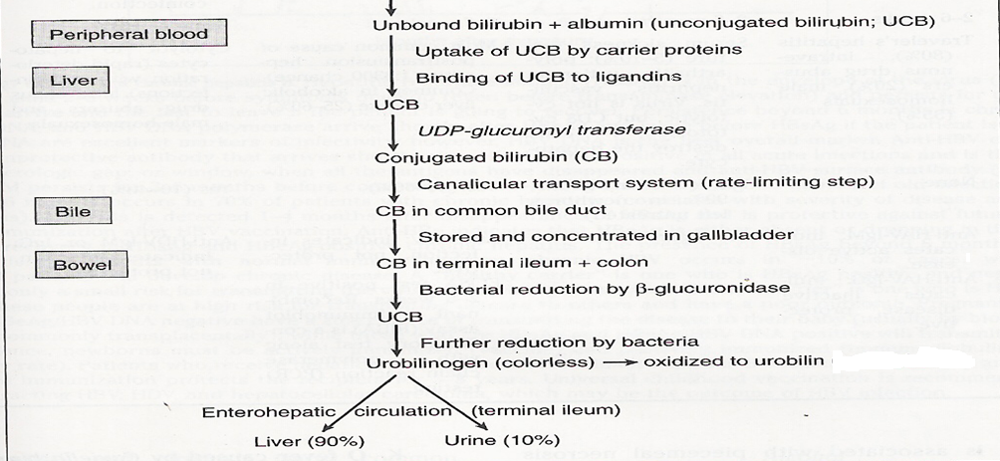 Unbound bilirubin + albumin (unconjugated bilirubin; UCB)
Peripheral blood
Uptake of UCB by carrier proteins
Liver
Binding of UCB to ligandins
UCB
UDP-glucuronyl transferase
Conjugated bilirubin (CB)
Canalicular transport system (rate-limiting step)
Bile
CB in common bile duct
Stored and concentrated in gallbladder
Bowel
CB in terminal ileum + colon
Bacterial reduction by β-glucuronidase
UCB
Further reduction by bacteria
Urobilinogen (colorless) → oxidized to urobilin
Enterohepatic circulation (terminal ileum)
Liver (90%) Urine (10%)